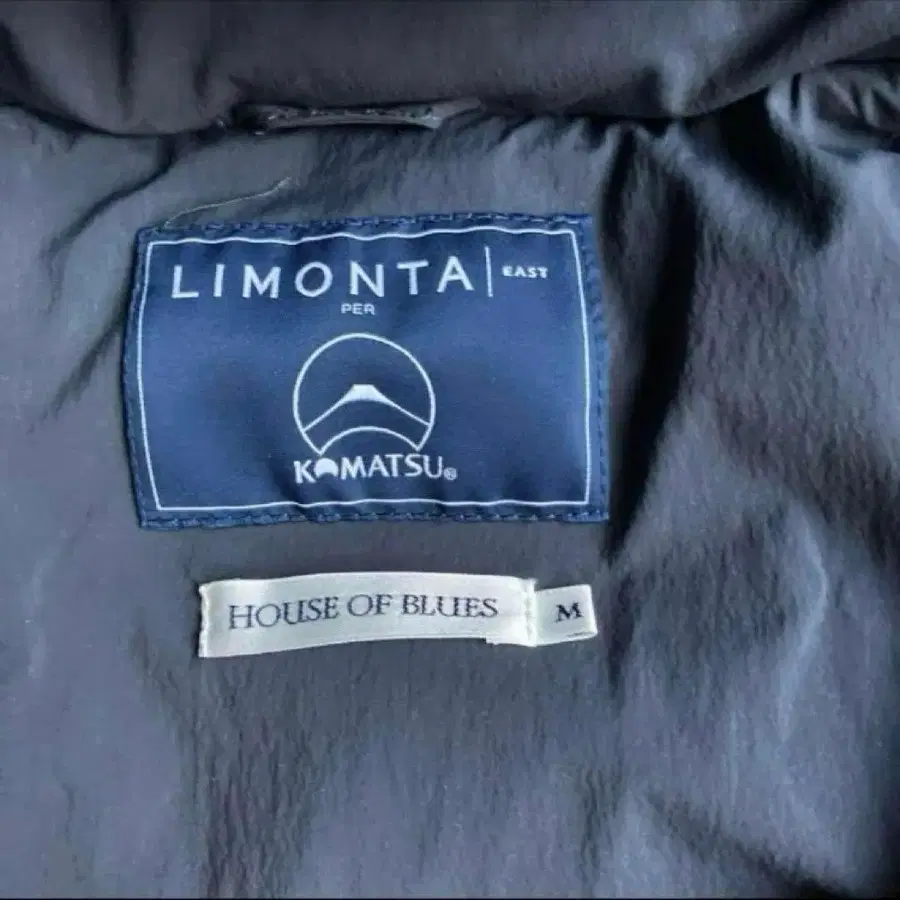 LIMONTA | EAST
PER
KOMATSU®
HOUSE OF BLUES
M